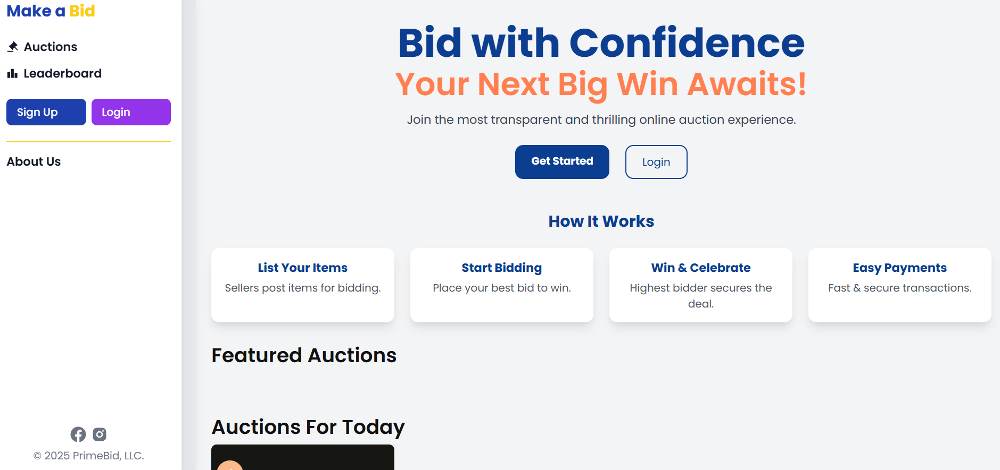 Make a Bid
Auctions
Leaderboard
Sign Up
Login
About Us
© 2025 PrimeBid, LLC.
Bid with Confidence
Your Next Big Win Awaits!
Join the most transparent and thrilling online auction experience.
Get Started
Login
How It Works
List Your Items
Sellers post items for bidding.
Start Bidding
Place your best bid to win.
Win & Celebrate
Highest bidder secures the
deal.
Easy Payments
Fast & secure transactions.
Featured Auctions
Auctions For Today